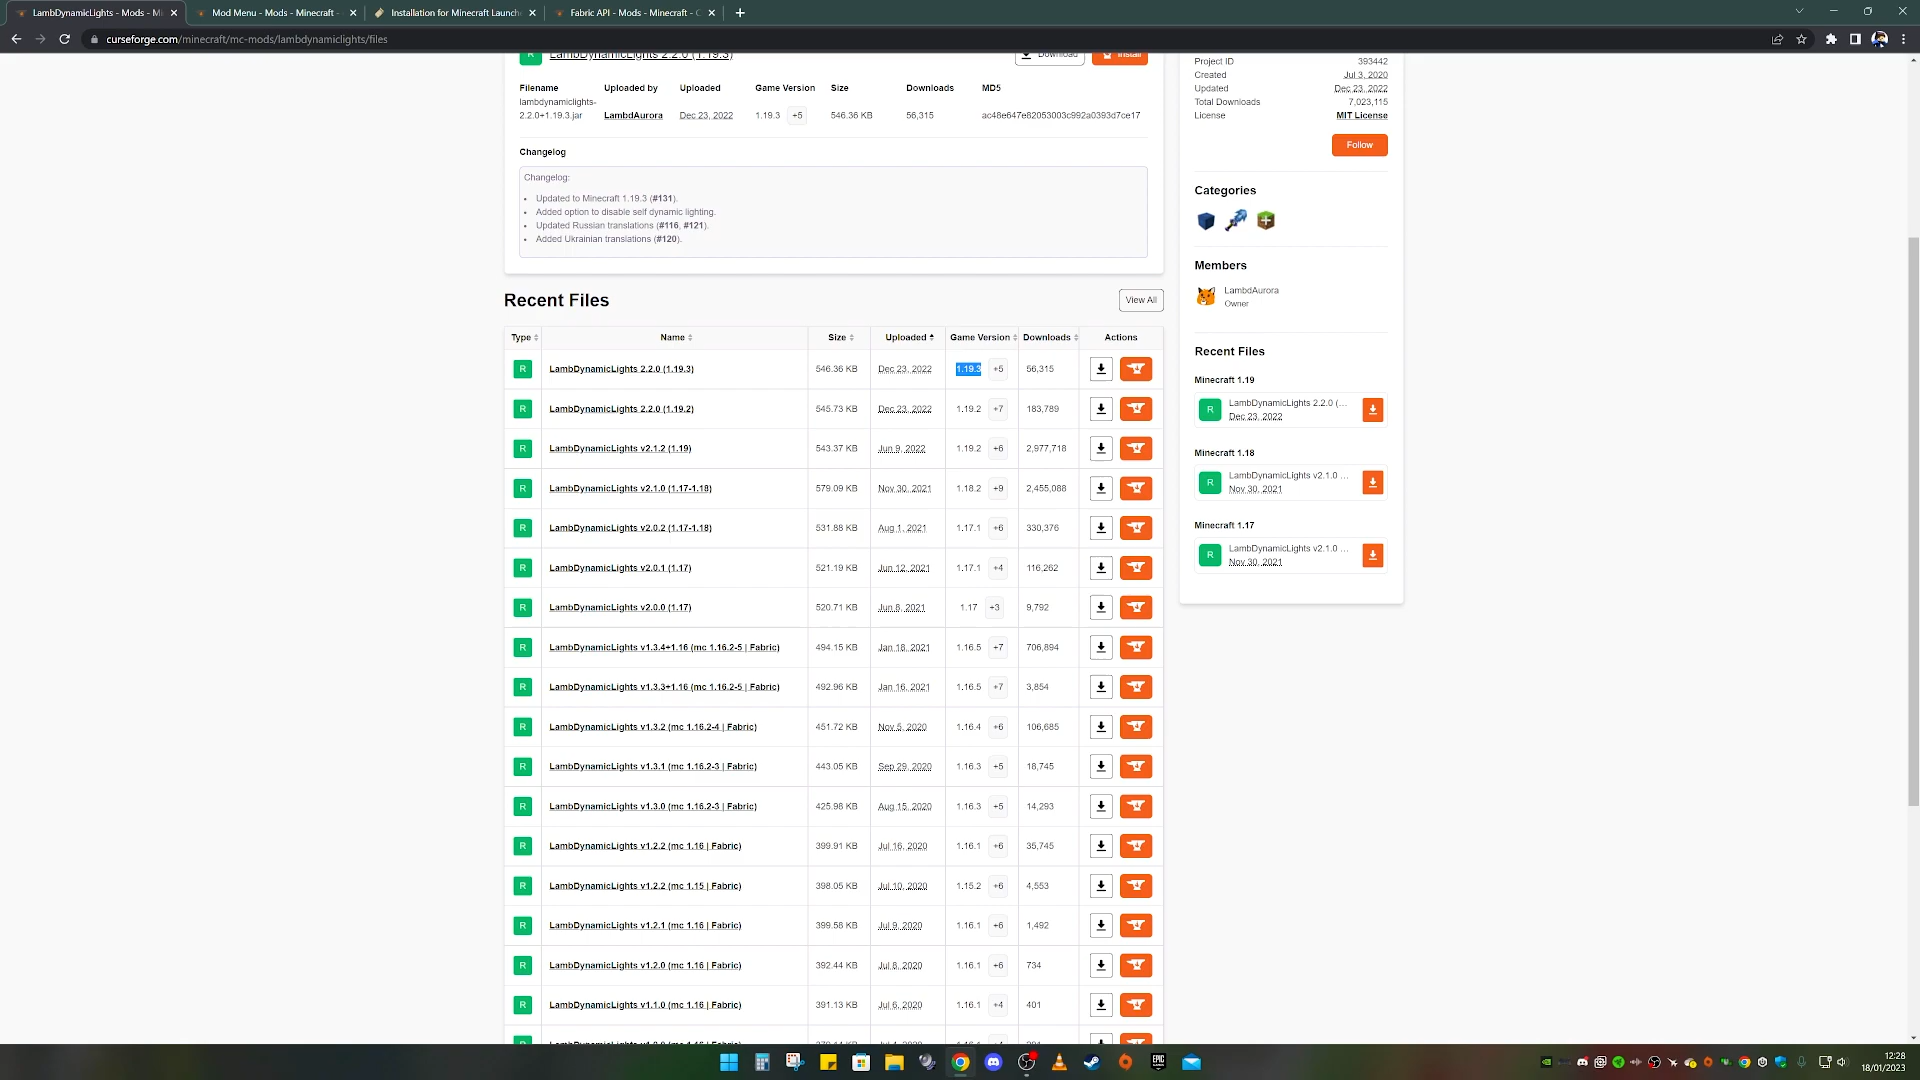 LambDynamicLights - Mods - Mi
Mod Menu - Mods - Minecraft -
Installation for Minecraft Launch
Fabric API - Mods - Minecraft - C
curseforge.com/minecraft/mc-mods/lambdynamiclights/files
R LambDynamicLights 2.2.0 (1.19.3) Download Install
Filename Uploaded by Uploaded Game Version Size Downloads MD5
lambdynamiclights-
2.2.0+1.19.3.jar LambdAurora Dec 23, 2022 1.19.3 +5 546.36 KB 56,315 ac48e647e82053003c992a0393d7ce17
Changelog
Changelog:
• Updated to Minecraft 1.19.3 (#131).
• Added option to disable self dynamic lighting.
• Updated Russian translations (#116, #121).
• Added Ukrainian translations (#120).
Recent Files
View All
Type Name Size Uploaded Game Version Downloads Actions
R LambDynamicLights 2.2.0 (1.19.3) 546.36 KB Dec 23, 2022 1.19.3 +5 56,315
R LambDynamicLights 2.2.0 (1.19.2) 545.73 KB Dec 23, 2022 1.19.2 +7 183,789
R LambDynamicLights v2.1.2 (1.19) 543.37 KB Jun 9, 2022 1.19.2 +6 2,977,718
R LambDynamicLights v2.1.0 (1.17-1.18) 579.09 KB Nov 30, 2021 1.18.2 +9 2,455,088
R LambDynamicLights v2.0.2 (1.17-1.18) 531.88 KB Aug 1, 2021 1.17.1 +6 330,376
R LambDynamicLights v2.0.1 (1.17) 521.19 KB Jun 12, 2021 1.17.1 +4 116,262
R LambDynamicLights v2.0.0 (1.17) 520.71 KB Jun 8, 2021 1.17 +3 9,792
R LambDynamicLights v1.3.4+1.16 (mc 1.16.2-5 | Fabric) 494.15 KB Jan 18, 2021 1.16.5 +7 706,894
R LambDynamicLights v1.3.3+1.16 (mc 1.16.2-5 | Fabric) 492.96 KB Jan 16, 2021 1.16.5 +7 3,854
R LambDynamicLights v1.3.2 (mc 1.16.2-4 | Fabric) 451.72 KB Nov 5, 2020 1.16.4 +6 106,685
R LambDynamicLights v1.3.1 (mc 1.16.2-3 | Fabric) 443.05 KB Sep 29, 2020 1.16.3 +5 18,745
R LambDynamicLights v1.3.0 (mc 1.16.2-3 | Fabric) 425.98 KB Aug 15, 2020 1.16.3 +5 14,293
R LambDynamicLights v1.2.2 (mc 1.16 | Fabric) 399.91 KB Jul 16, 2020 1.16.1 +6 35,745
R LambDynamicLights v1.2.2 (mc 1.15 | Fabric) 398.05 KB Jul 10, 2020 1.15.2 +6 4,553
R LambDynamicLights v1.2.1 (mc 1.16 | Fabric) 399.58 KB Jul 9, 2020 1.16.1 +6 1,492
R LambDynamicLights v1.2.0 (mc 1.16 | Fabric) 392.44 KB Jul 8, 2020 1.16.1 +6 734
R LambDynamicLights v1.1.0 (mc 1.16 | Fabric) 391.13 KB Jul 6, 2020 1.16.1 +4 401
Project ID 393442
Created Jul 3, 2020
Updated Dec 23, 2022
Total Downloads 7,023,115
License MIT License
Follow
Categories
Members
LambdAurora
Owner
Recent Files
Minecraft 1.19
R LambDynamicLights 2.2.0 (...
Dec 23, 2022
Minecraft 1.18
R LambDynamicLights v2.1.0 ...
Nov 30, 2021
Minecraft 1.17
R LambDynamicLights v2.1.0 ...
Nov 30, 2021
EPIC
12:28
18/01/2023